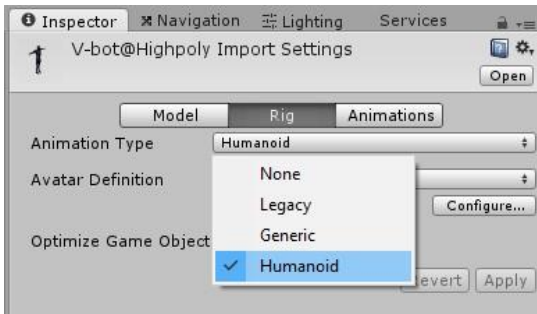 Inspector Navigation Lighting Services
V-bot@Highpoly Import Settings
Open
Model Rig Animations
Animation Type Humanoid
None
Avatar Definition
Legacy
Configure...
Generic
Optimize Game Object
Humanoid
Apply